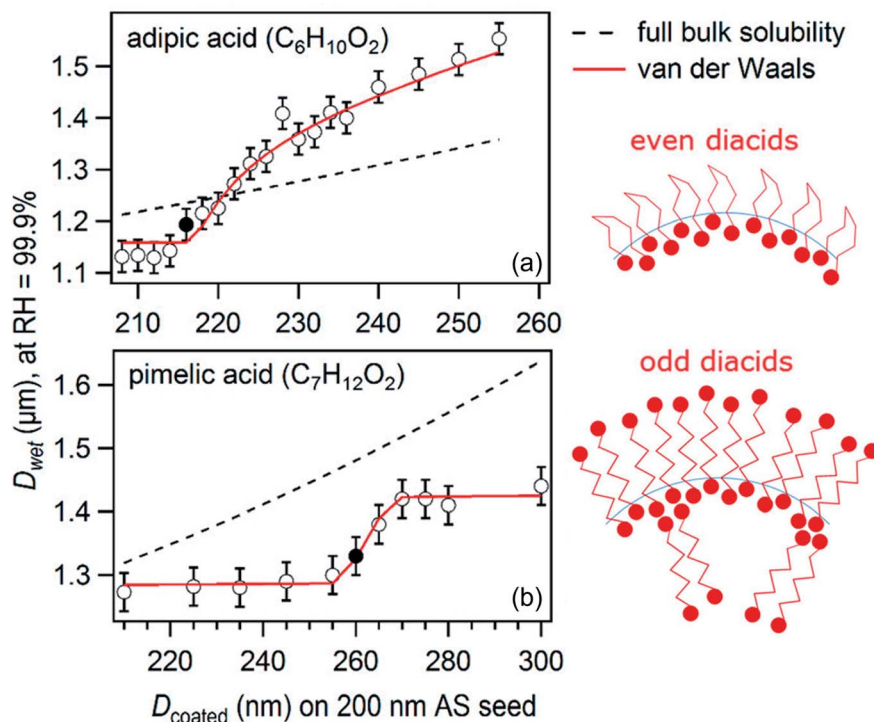 adipic acid (C₆H₁₀O₂)
1.5
1.4
1.3
1.2
1.1
(a)
210 220 230 240 250 260
pimelic acid (C₇H₁₂O₂)
1.6
1.5
1.4
1.3
(b)
220 240 260 280 300
D_wet (µm), at RH = 99.9%
D_coated (nm) on 200 nm AS seed
full bulk solubility
van der Waals
even diacids
odd diacids